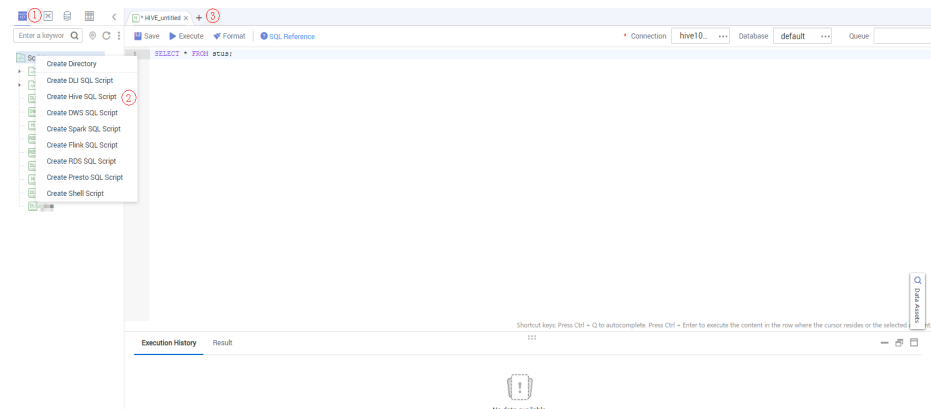 1
* HIVE_untitled × + 3
Enter a keywor
Save Execute Format SQL Reference * Connection hive10... ... Database default ... Queue
Sc
1 SELECT * FROM stus;
Create Directory
Create DLI SQL Script
Create Hive SQL Script 2
Create DWS SQL Script
Create Spark SQL Script
Create Flink SQL Script
Create RDS SQL Script
Create Presto SQL Script
Create Shell Script
Data Assets
Shortcut keys: Press Ctrl + Q to autocomplete. Press Ctrl + Enter to execute the content in the row where the cursor resides or the selected
Execution History Result
No data available